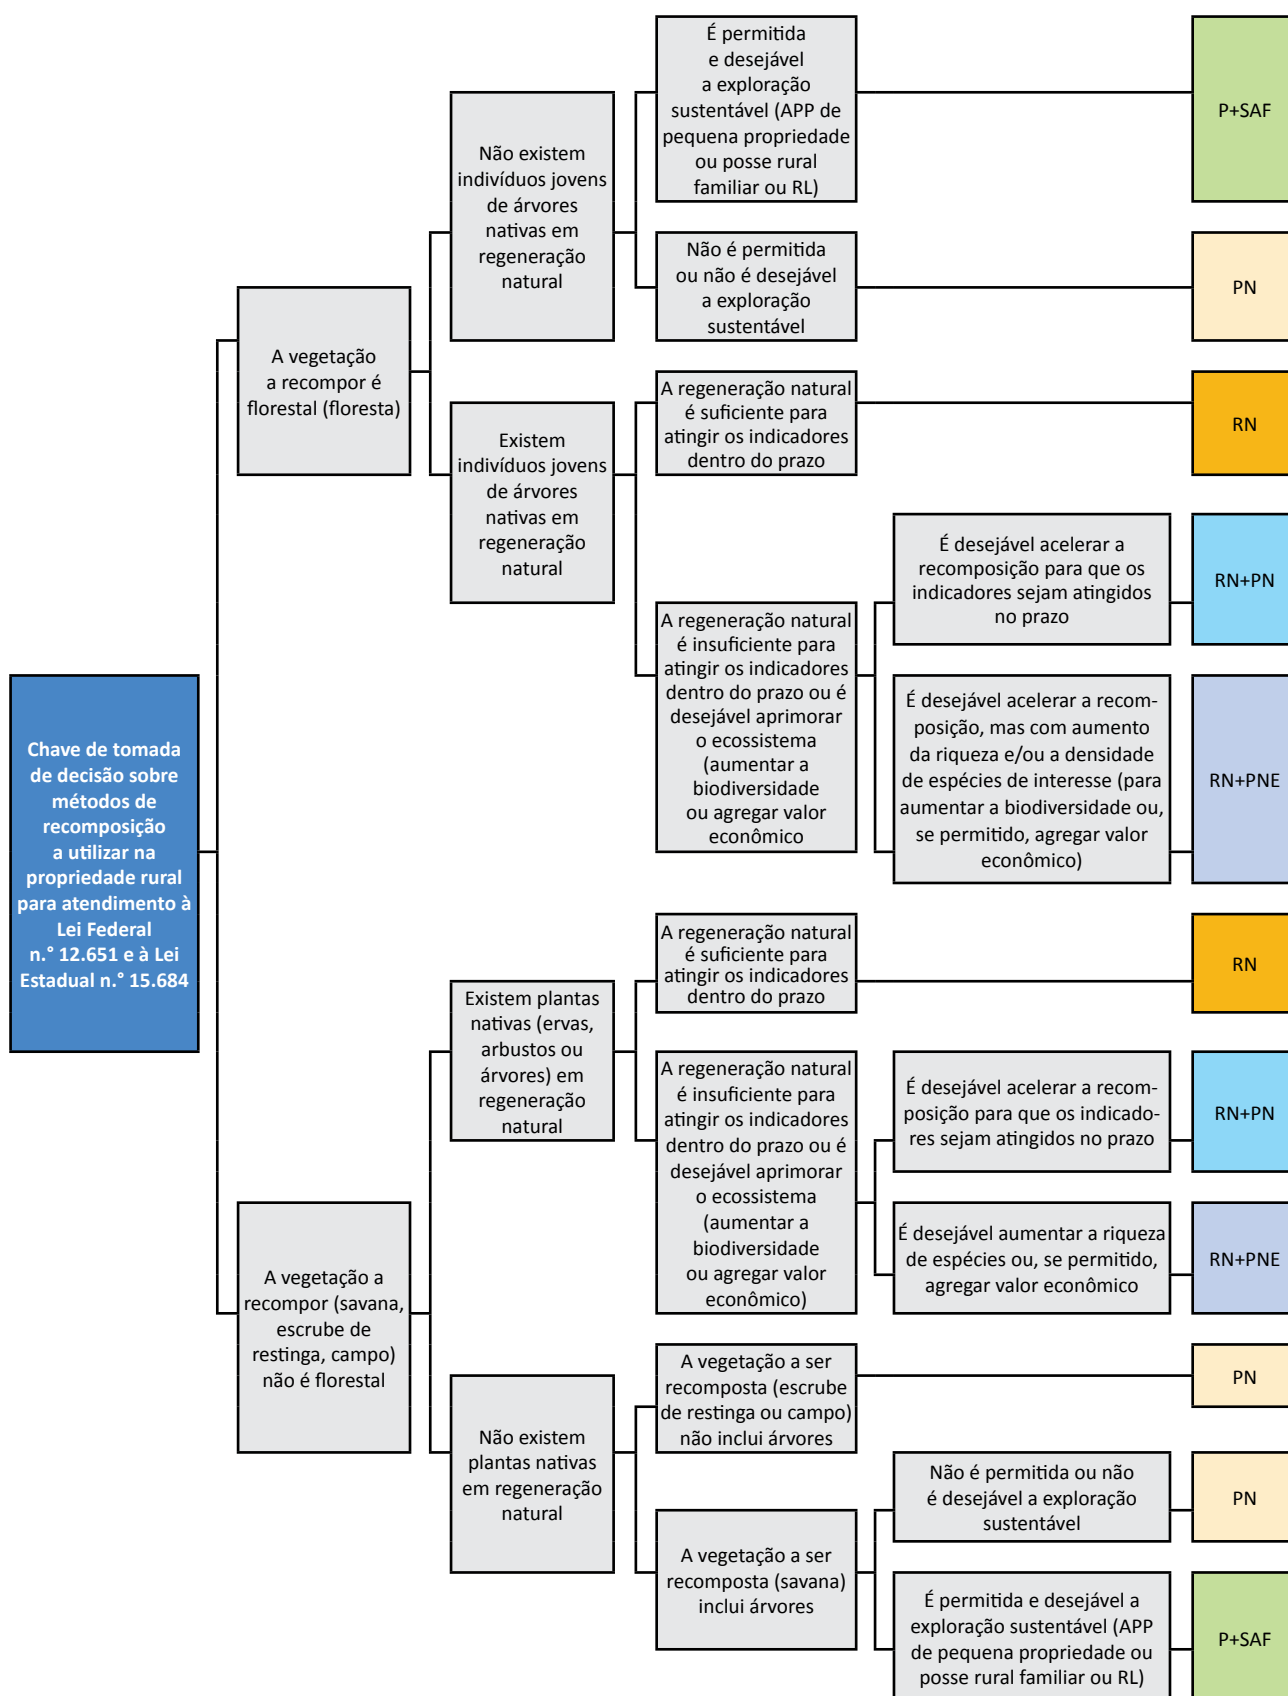 Chave de tomada
de decisão sobre
métodos de
recomposição
a utilizar na
propriedade rural
para atendimento à
Lei Federal
n.° 12.651 e à Lei
Estadual n.° 15.684
A vegetação
a recompor é
florestal (floresta)
Não existem
indivíduos jovens
de árvores
nativas em
regeneração
natural
É permitida
e desejável
a exploração
sustentável (APP de
pequena propriedade
ou posse rural
familiar ou RL)
P+SAF
Não é permitida
ou não é desejável
a exploração
sustentável
PN
Existem
indivíduos jovens
de árvores
nativas em
regeneração
natural
A regeneração natural
é suficiente para
atingir os indicadores
dentro do prazo
RN
A regeneração natural
é insuficiente para
atingir os indicadores
dentro do prazo ou é
desejável aprimorar
o ecossistema
(aumentar a
biodiversidade
ou agregar valor
econômico
É desejável acelerar a
recomposição para que os
indicadores sejam atingidos
no prazo
RN+PN
É desejável acelerar a recom-
posição, mas com aumento
da riqueza e/ou a densidade
de espécies de interesse (para
aumentar a biodiversidade ou,
se permitido, agregar valor
econômico)
RN+PNE
A vegetação a
recompor (savana,
escrube de
restinga, campo)
não é florestal
Existem plantas
nativas (ervas,
arbustos ou
árvores) em
regeneração
natural
A regeneração natural
é suficiente para
atingir os indicadores
dentro do prazo
RN
A regeneração natural
é insuficiente para
atingir os indicadores
dentro do prazo ou é
desejável aprimorar
o ecossistema
(aumentar a
biodiversidade
ou agregar valor
econômico)
É desejável acelerar a recom-
posição para que os indicado-
res sejam atingidos no prazo
RN+PN
É desejável aumentar a riqueza
de espécies ou, se permitido,
agregar valor econômico
RN+PNE
Não existem
plantas nativas
em regeneração
natural
A vegetação a ser
recomposta (escrube
de restinga ou campo)
não inclui árvores
PN
A vegetação a ser
recomposta (savana)
inclui árvores
Não é permitida ou não
é desejável a exploração
sustentável
PN
É permitida e desejável a
exploração sustentável (APP
de pequena propriedade ou
posse rural familiar ou RL)
P+SAF